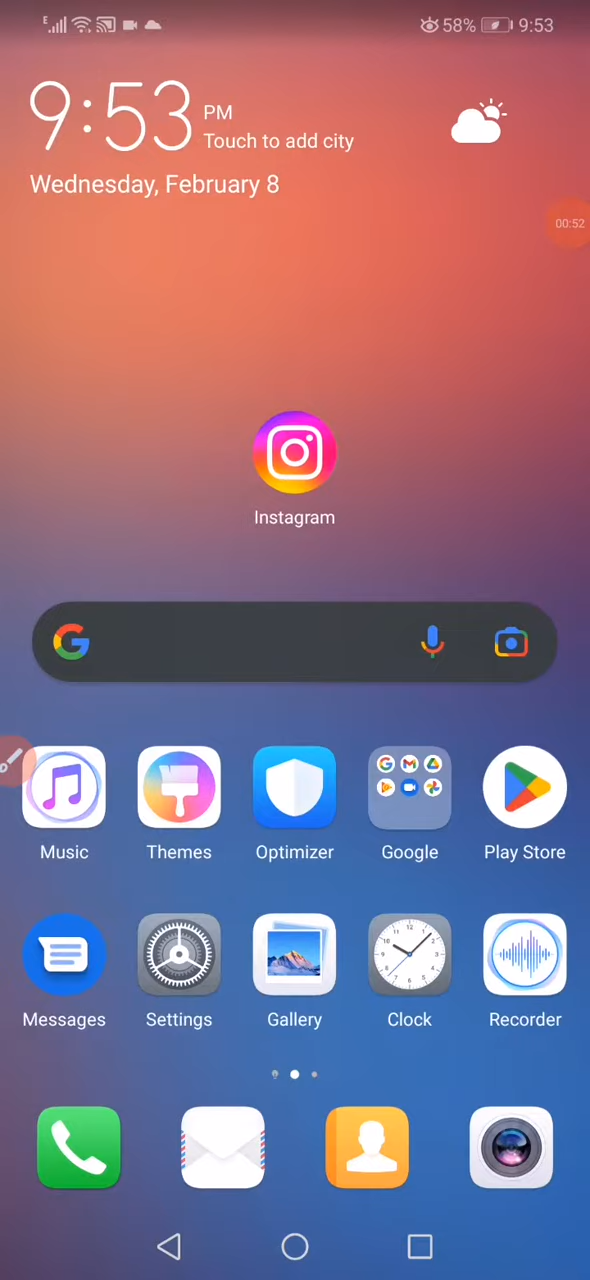 E 58% 9:53
9:53 PM
Touch to add city
Wednesday, February 8
00:52
Instagram
Music Themes Optimizer Google Play Store
Messages Settings Gallery Clock Recorder